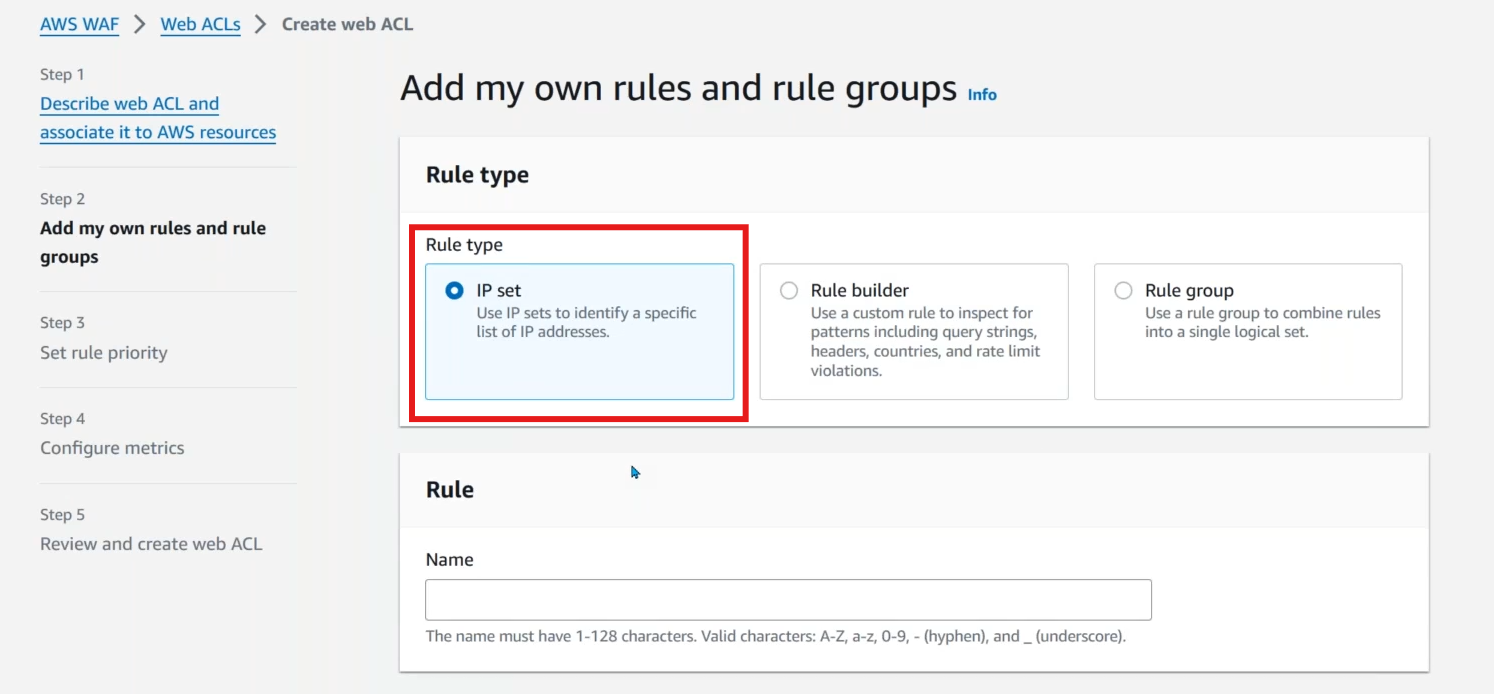 AWS WAF > Web ACLs > Create web ACL
Step 1
Describe web ACL and
associate it to AWS resources
Step 2
Add my own rules and rule
groups
Step 3
Set rule priority
Step 4
Configure metrics
Step 5
Review and create web ACL
Add my own rules and rule groups Info
Rule type
Rule type
IP set
Use IP sets to identify a specific
list of IP addresses.
Rule builder
Use a custom rule to inspect for
patterns including query strings,
headers, countries, and rate limit
violations.
Rule group
Use a rule group to combine rules
into a single logical set.
Rule
Name
The name must have 1-128 characters. Valid characters: A-Z, a-z, 0-9, - (hyphen), and _ (underscore).